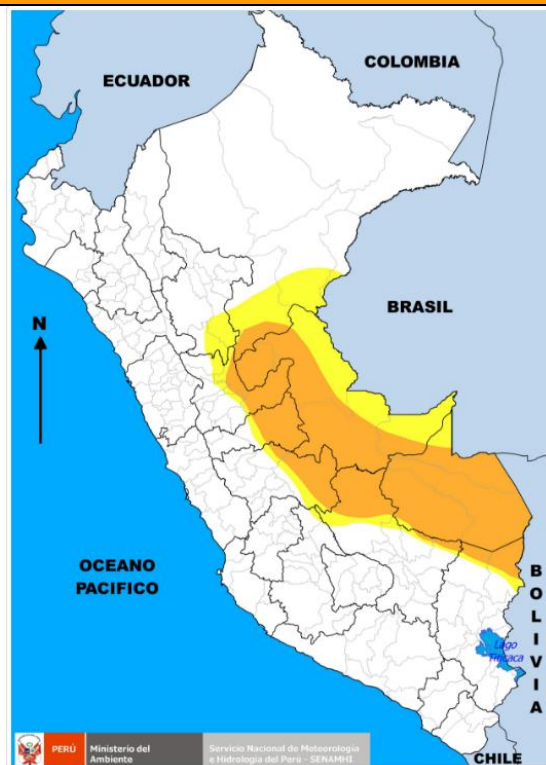 COLOMBIA
ECUADOR
BRASIL
N
OCEANO
PACIFICO
BOLIVIA
Lago
Titicaca
CHILE
PERÚ
Ministerio del
Ambiente
Servicio Nacional de Meteorología
e Hidrología del Perú - SENAMHI